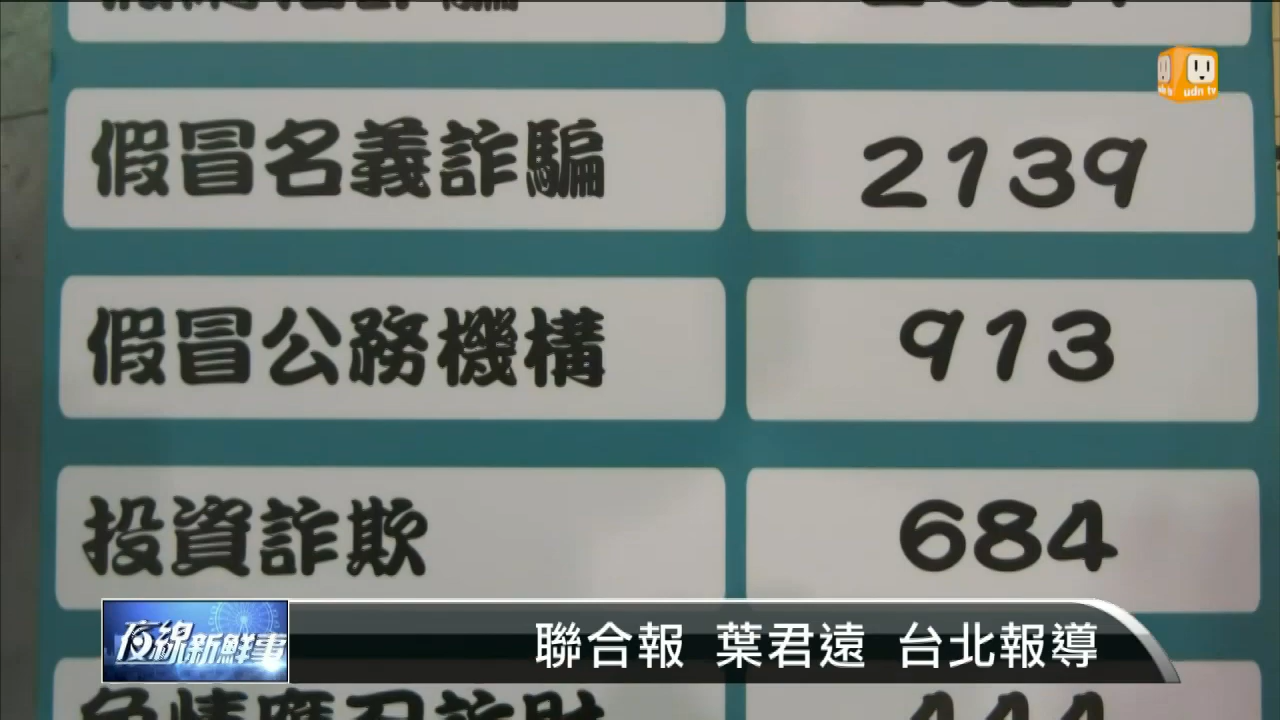 udn tv
假冒名義詐騙 2139
假冒公務機構 913
投資詐欺 684
夜線新鮮事
聯合報 葉君遠 台北報導
444